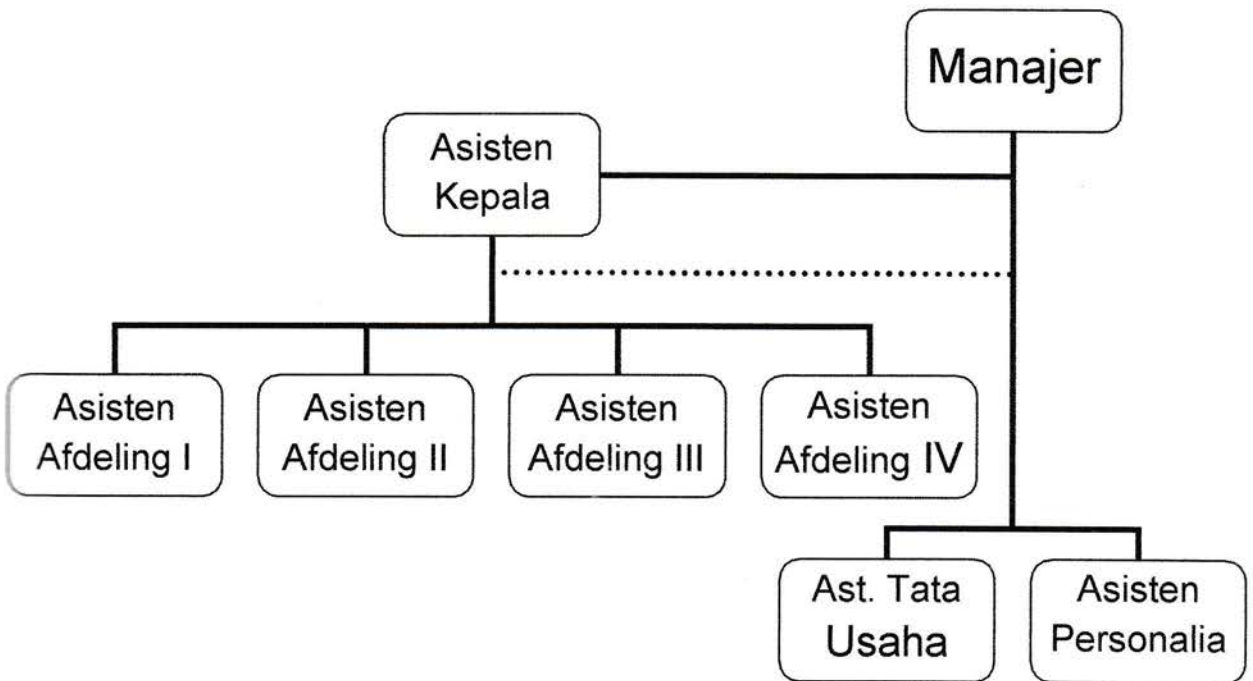 Manajer
Asisten
Kepala
Asisten
Afdeling I
Asisten
Afdeling II
Asisten
Afdeling III
Asisten
Afdeling IV
Ast. Tata
Usaha
Asisten
Personalia